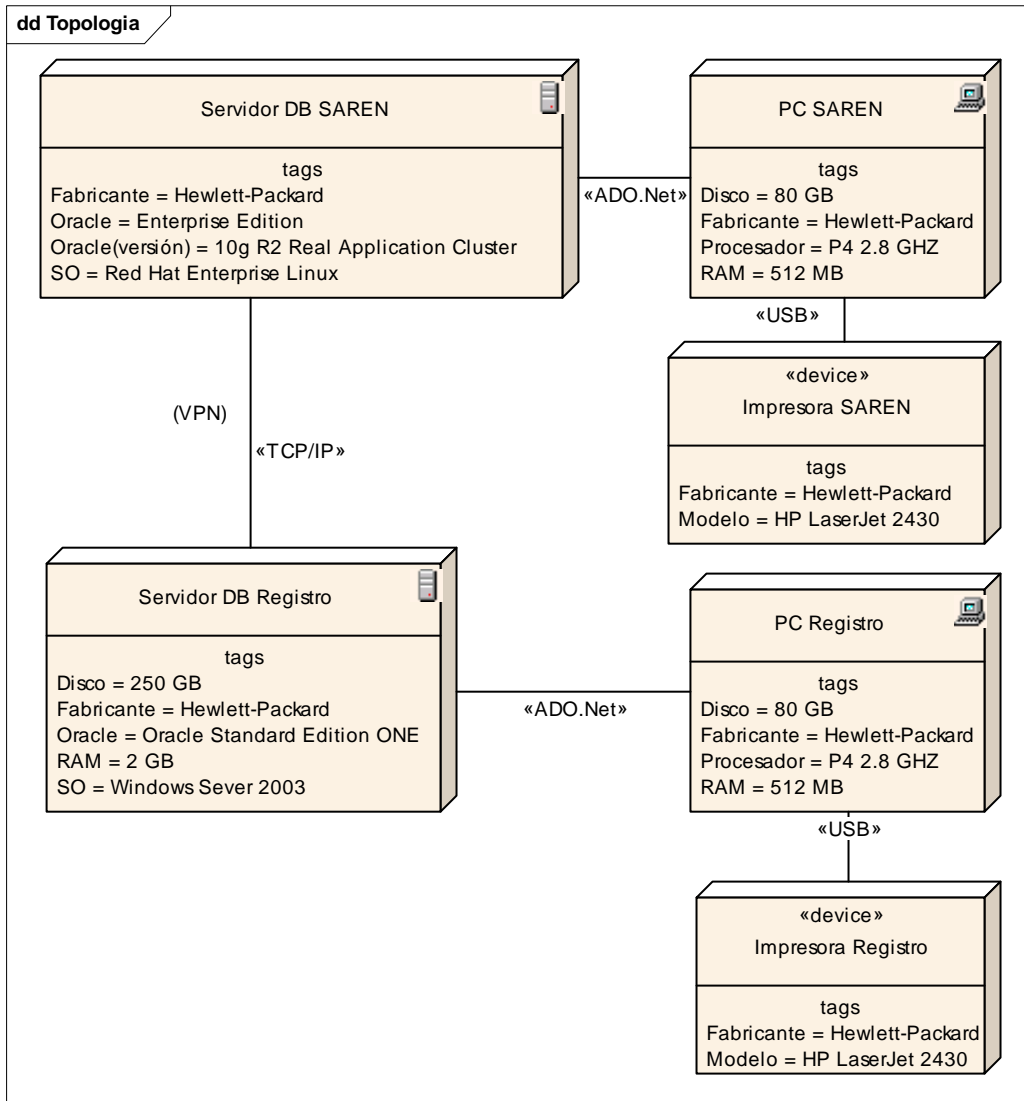 dd Topologia
Servidor DB SAREN
tags
Fabricante = Hewlett-Packard
Oracle = Enterprise Edition
Oracle(versión) = 10g R2 Real Application Cluster
SO = Red Hat Enterprise Linux
«ADO.Net»
PC SAREN
tags
Disco = 80 GB
Fabricante = Hewlett-Packard
Procesador = P4 2.8 GHZ
RAM = 512 MB
«USB»
«device»
Impresora SAREN
tags
Fabricante = Hewlett-Packard
Modelo = HP LaserJet 2430
(VPN)
«TCP/IP»
Servidor DB Registro
tags
Disco = 250 GB
Fabricante = Hewlett-Packard
Oracle = Oracle Standard Edition ONE
RAM = 2 GB
SO = Windows Sever 2003
«ADO.Net»
PC Registro
tags
Disco = 80 GB
Fabricante = Hewlett-Packard
Procesador = P4 2.8 GHZ
RAM = 512 MB
«USB»
«device»
Impresora Registro
tags
Fabricante = Hewlett-Packard
Modelo = HP LaserJet 2430